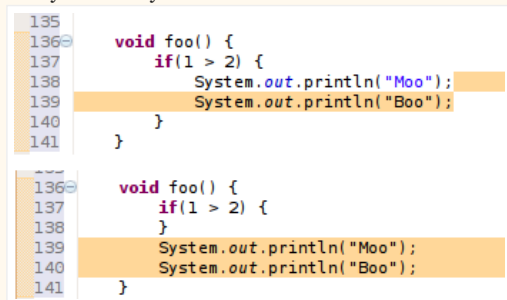 135
136 void foo() {
137 if(1 > 2) {
138 System.out.println("Moo");
139 System.out.println("Boo");
140 }
141 }
136 void foo() {
137 if(1 > 2) {
138 }
139 System.out.println("Moo");
140 System.out.println("Boo");
141 }